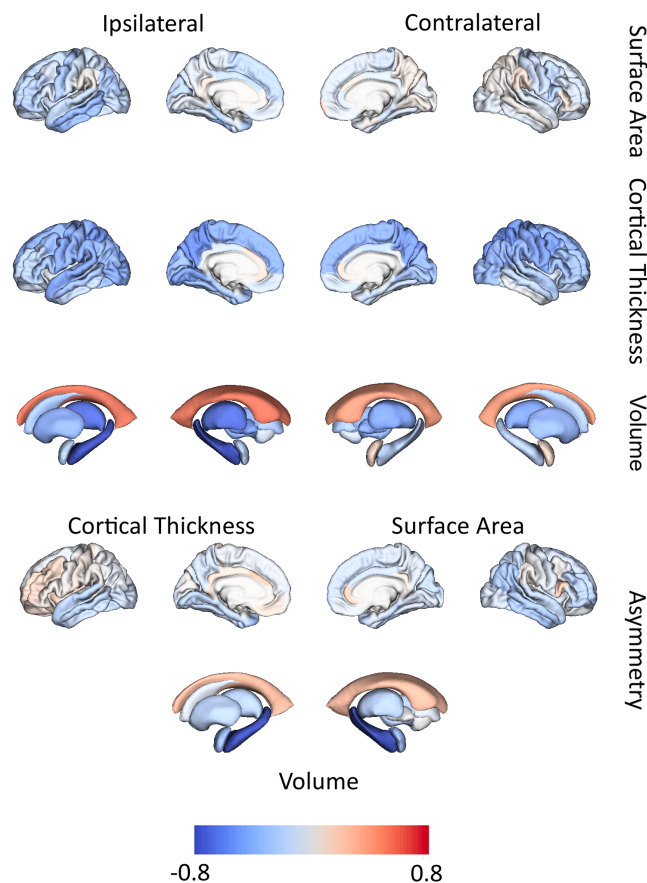 Ipsilateral
Contralateral
Surface Area
Cortical Thickness
Volume
Cortical Thickness
Surface Area
Asymmetry
Volume
-0.8
0.8